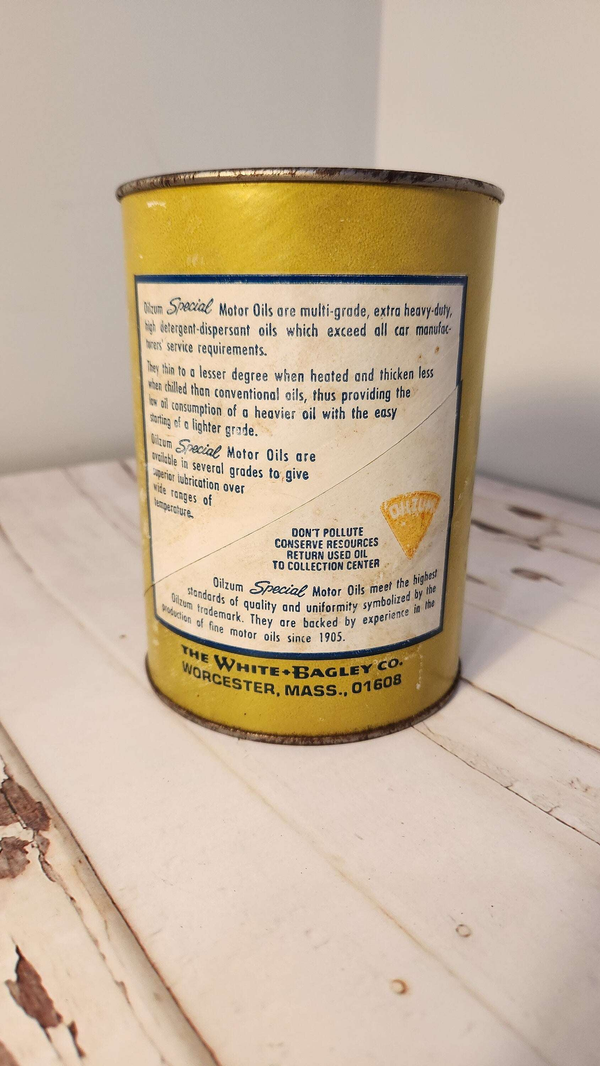 Oilzum Special Motor Oils are multi-grade, extra heavy-duty,
high detergent-dispersant oils which exceed all car manufac-
turers' service requirements.
They thin to a lesser degree when heated and thicken less
when chilled than conventional oils, thus providing the
low oil consumption of a heavier oil with the easy
starting of a lighter grade.
Oilzum Special Motor Oils are
available in several grades to give
superior lubrication over
wide ranges of
temperature.
OILZUM
DON'T POLLUTE
CONSERVE RESOURCES
RETURN USED OIL
TO COLLECTION CENTER
Oilzum Special Motor Oils meet the highest
standards of quality and uniformity symbolized by the
Oilzum trademark. They are backed by experience in the
production of fine motor oils since 1905.
THE WHITE+BAGLEY CO.
WORCESTER, MASS., 01608